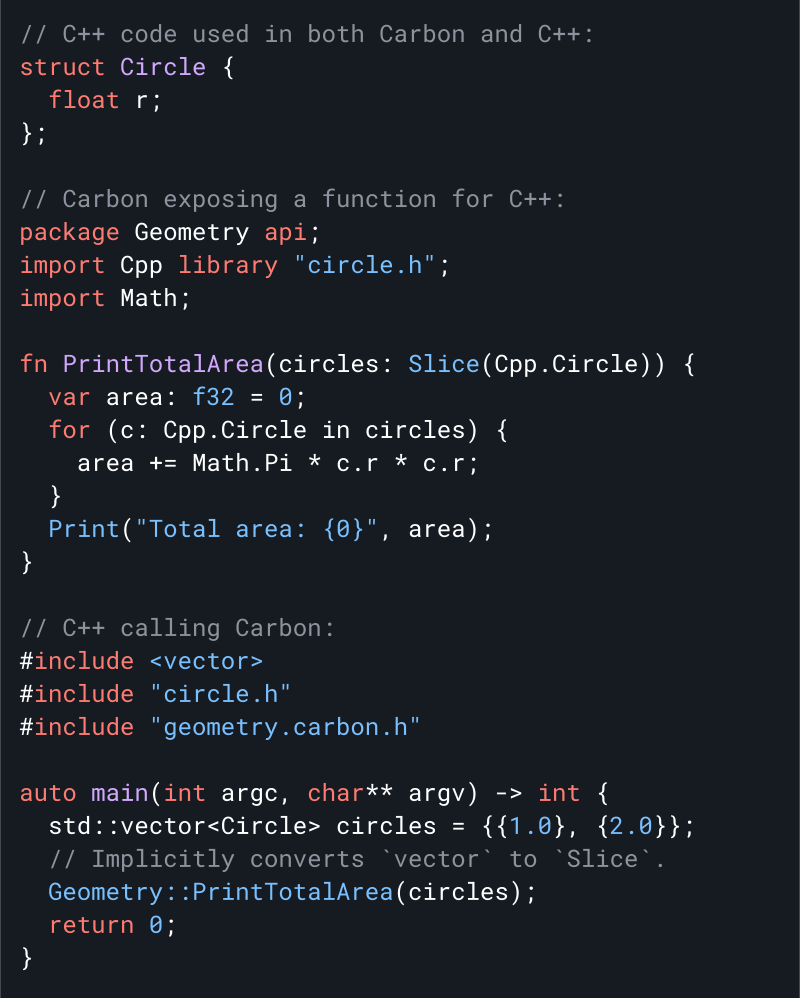 // C++ code used in both Carbon and C++:
struct Circle {
  float r;
};

// Carbon exposing a function for C++:
package Geometry api;
import Cpp library "circle.h";
import Math;

fn PrintTotalArea(circles: Slice(Cpp.Circle)) {
  var area: f32 = 0;
  for (c: Cpp.Circle in circles) {
    area += Math.Pi * c.r * c.r;
  }
  Print("Total area: {0}", area);
}

// C++ calling Carbon:
#include <vector>
#include "circle.h"
#include "geometry.carbon.h"

auto main(int argc, char** argv) -> int {
  std::vector<Circle> circles = {{1.0}, {2.0}};
  // Implicitly converts `vector` to `Slice`.
  Geometry::PrintTotalArea(circles);
  return 0;
}